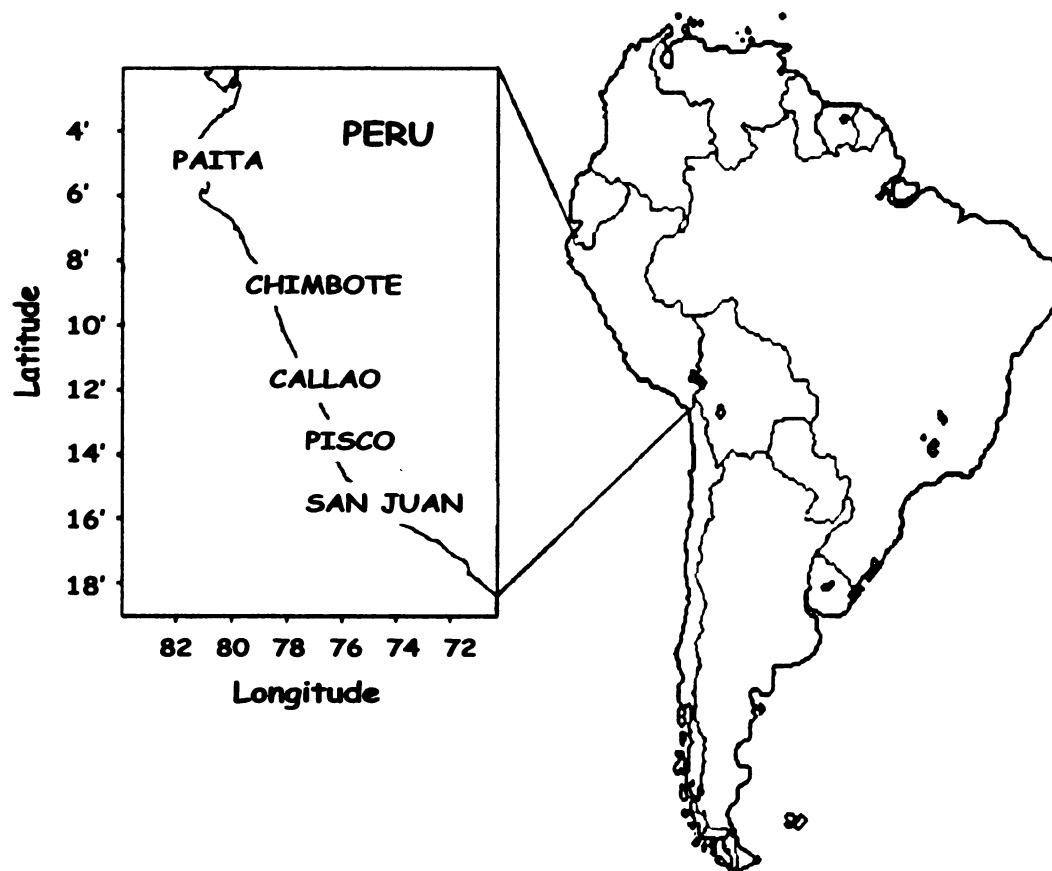 PERU
4'
PAITA
6'
8'
CHIMBOTE
10'
CALLAO
12'
PISCO
14'
SAN JUAN
16'
18'
Latitude
82 80 78 76 74 72
Longitude